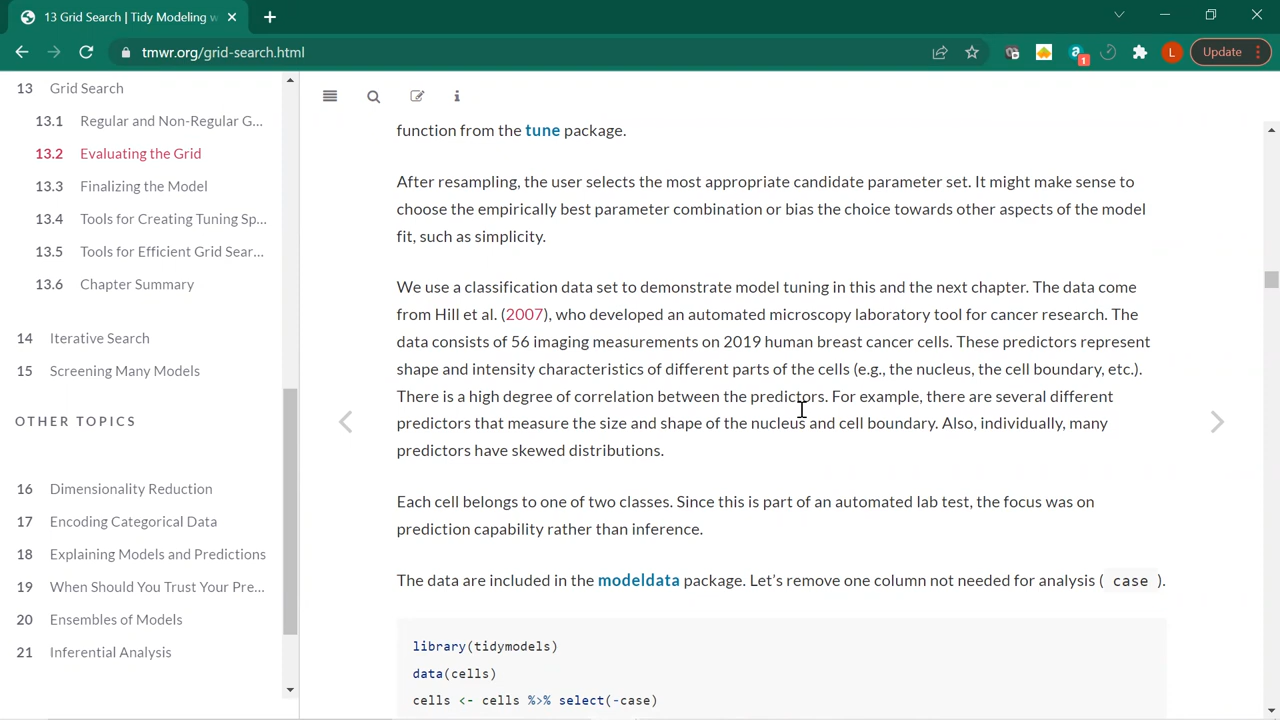 13 Grid Search | Tidy Modeling w
tmwr.org/grid-search.html
1
L
Update
13 Grid Search
13.1 Regular and Non-Regular G...
13.2 Evaluating the Grid
13.3 Finalizing the Model
13.4 Tools for Creating Tuning Sp...
13.5 Tools for Efficient Grid Sear...
13.6 Chapter Summary
14 Iterative Search
15 Screening Many Models
OTHER TOPICS
16 Dimensionality Reduction
17 Encoding Categorical Data
18 Explaining Models and Predictions
19 When Should You Trust Your Pre...
20 Ensembles of Models
21 Inferential Analysis
function from the tune package.
After resampling, the user selects the most appropriate candidate parameter set. It might make sense to
choose the empirically best parameter combination or bias the choice towards other aspects of the model
fit, such as simplicity.
We use a classification data set to demonstrate model tuning in this and the next chapter. The data come
from Hill et al. (2007), who developed an automated microscopy laboratory tool for cancer research. The
data consists of 56 imaging measurements on 2019 human breast cancer cells. These predictors represent
shape and intensity characteristics of different parts of the cells (e.g., the nucleus, the cell boundary, etc.).
There is a high degree of correlation between the predictors. For example, there are several different
predictors that measure the size and shape of the nucleus and cell boundary. Also, individually, many
predictors have skewed distributions.
Each cell belongs to one of two classes. Since this is part of an automated lab test, the focus was on
prediction capability rather than inference.
The data are included in the modeldata package. Let’s remove one column not needed for analysis ( case ).
library(tidymodels)
data(cells)
cells <- cells %>% select(-case)